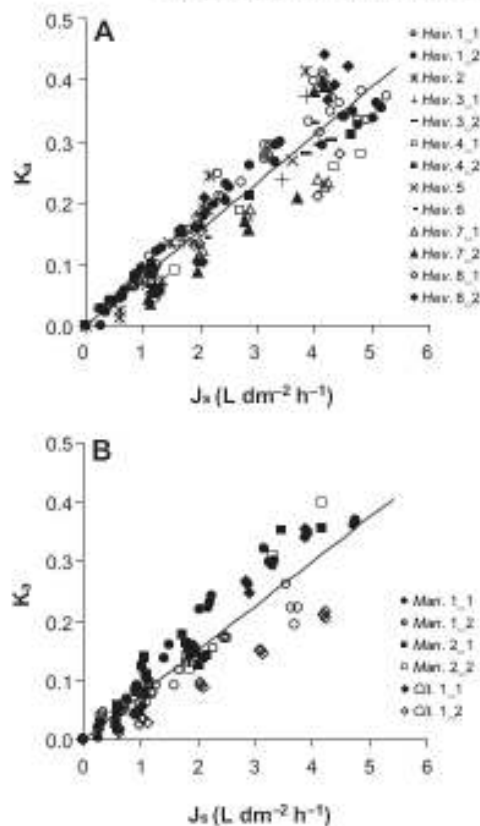 A
0.5
0.4
0.3
0.2
0.1
0.0
Ka
0
1
2
3
4
5
6
Js (L dm⁻² h⁻¹)
Hev. 1_1
Hev. 1_2
Hev. 2
Hev. 3_1
Hev. 3_2
Hev. 4_1
Hev. 4_2
Hev. 5
Hev. 6
Hev. 7_1
Hev. 7_2
Hev. 8_1
Hev. 8_2
B
0.5
0.4
0.3
0.2
0.1
0.0
Ka
0
1
2
3
4
5
6
Js (L dm⁻² h⁻¹)
Man. 1_1
Man. 1_2
Man. 2_1
Man. 2_2
Cit. 1_1
Cit. 1_2